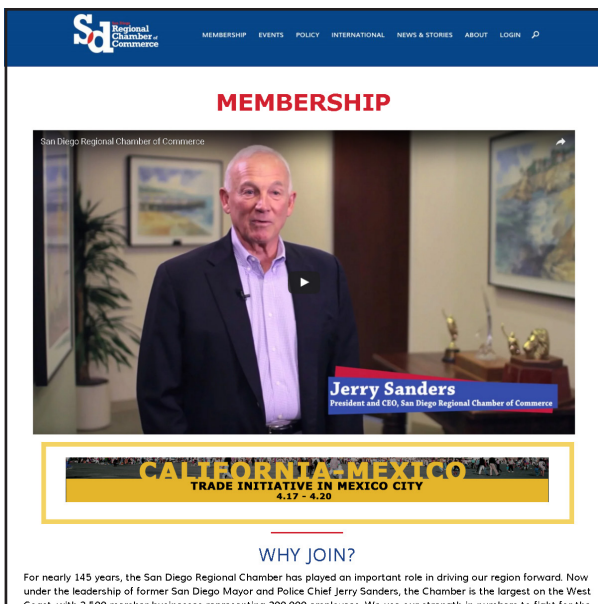 San Diego
Regional
Chamber of
Commerce
MEMBERSHIP EVENTS POLICY INTERNATIONAL NEWS & STORIES ABOUT LOGIN
MEMBERSHIP
San Diego Regional Chamber of Commerce
Jerry Sanders
President and CEO, San Diego Regional Chamber of Commerce
CALIFORNIA-MEXICO
TRADE INITIATIVE IN MEXICO CITY
4.17 - 4.20
WHY JOIN?
For nearly 145 years, the San Diego Regional Chamber has played an important role in driving our region forward. Now
under the leadership of former San Diego Mayor and Police Chief Jerry Sanders, the Chamber is the largest on the West